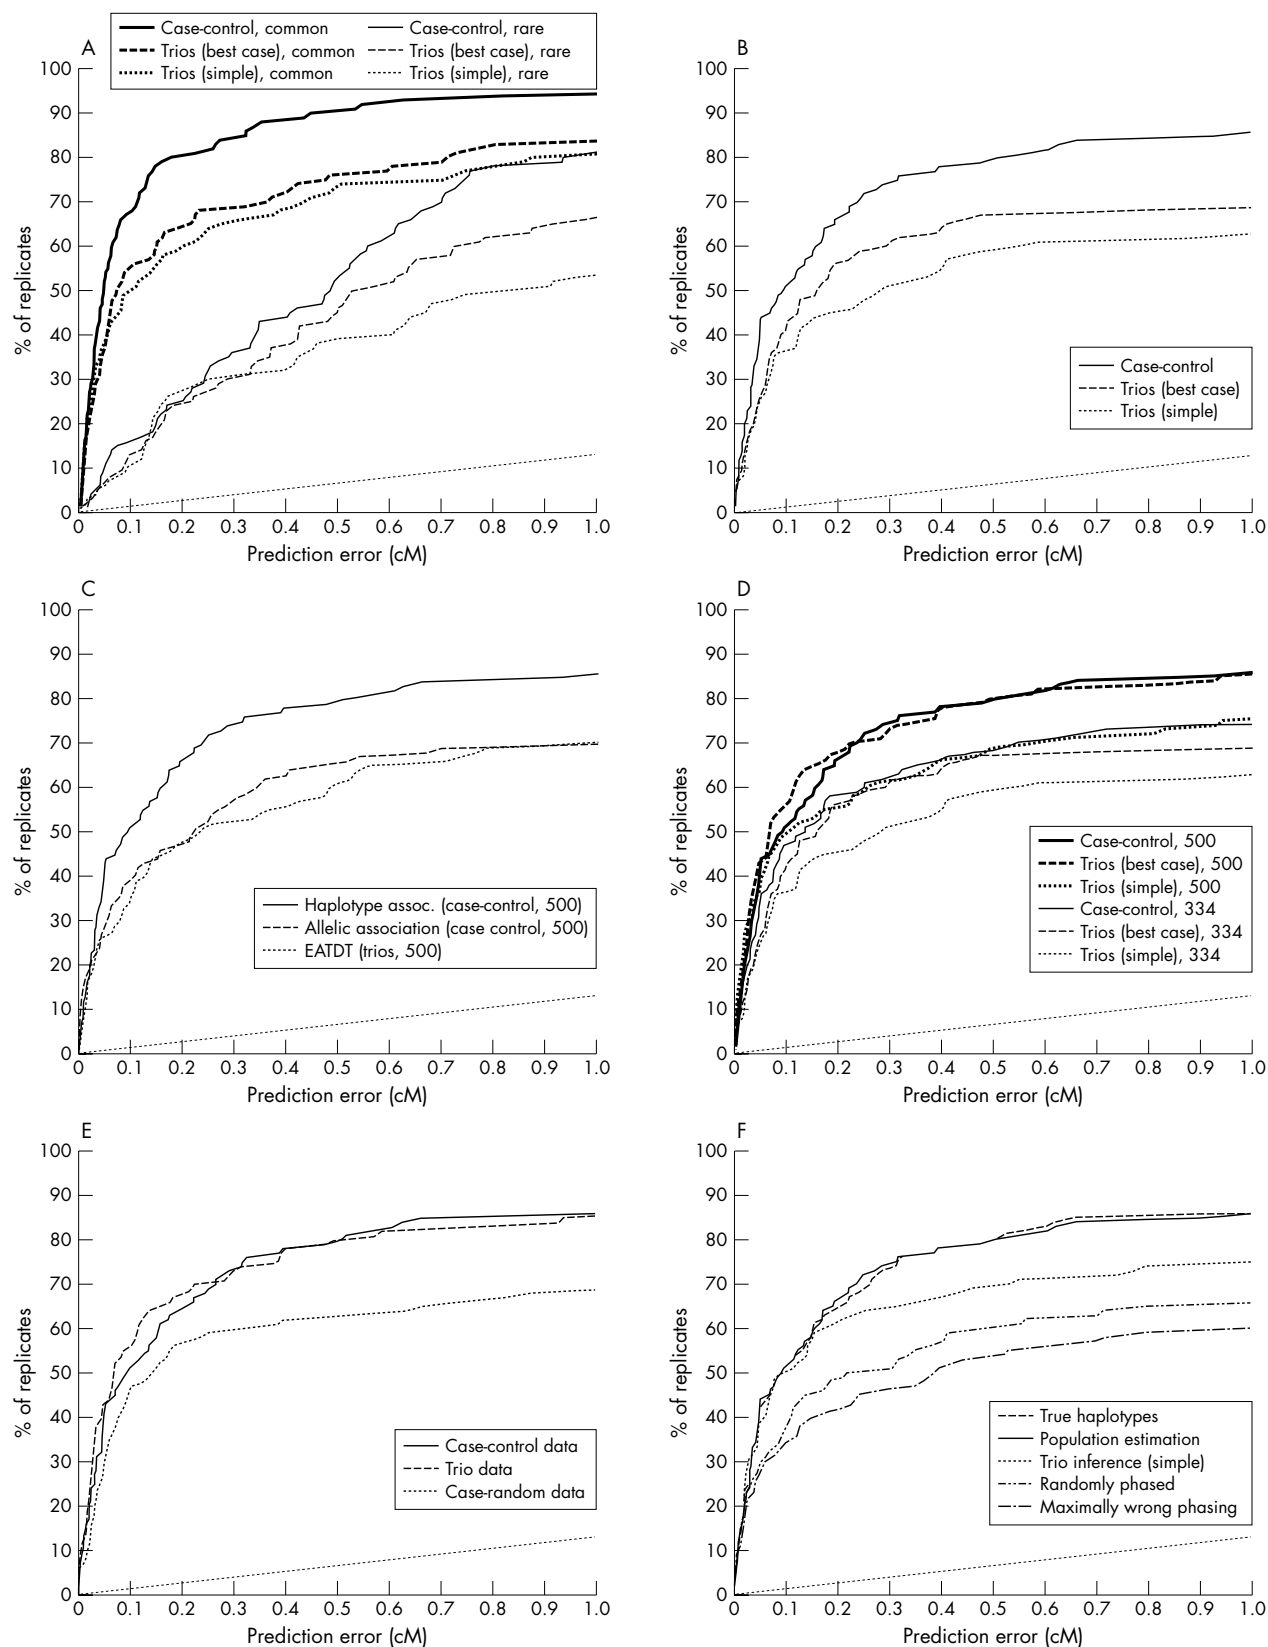 A
Case-control, common
Trios (best case), common
Trios (simple), common
Case-control, rare
Trios (best case), rare
Trios (simple), rare
100
90
80
70
60
50
40
30
20
10
0
% of replicates
0 0.1 0.2 0.3 0.4 0.5 0.6 0.7 0.8 0.9 1.0
Prediction error (cM)
B
100
90
80
70
60
50
40
30
20
10
0
% of replicates
Case-control
Trios (best case)
Trios (simple)
0 0.1 0.2 0.3 0.4 0.5 0.6 0.7 0.8 0.9 1.0
Prediction error (cM)
C
100
90
80
70
60
50
40
30
20
10
0
% of replicates
Haplotype assoc. (case-control, 500)
Allelic association (case control, 500)
EATDT (trios, 500)
0 0.1 0.2 0.3 0.4 0.5 0.6 0.7 0.8 0.9 1.0
Prediction error (cM)
D
100
90
80
70
60
50
40
30
20
10
0
% of replicates
Case-control, 500
Trios (best case), 500
Trios (simple), 500
Case-control, 334
Trios (best case), 334
Trios (simple), 334
0 0.1 0.2 0.3 0.4 0.5 0.6 0.7 0.8 0.9 1.0
Prediction error (cM)
E
100
90
80
70
60
50
40
30
20
10
0
% of replicates
Case-control data
Trio data
Case-random data
0 0.1 0.2 0.3 0.4 0.5 0.6 0.7 0.8 0.9 1.0
Prediction error (cM)
F
100
90
80
70
60
50
40
30
20
10
0
% of replicates
True haplotypes
Population estimation
Trio inference (simple)
Randomly phased
Maximally wrong phasing
0 0.1 0.2 0.3 0.4 0.5 0.6 0.7 0.8 0.9 1.0
Prediction error (cM)